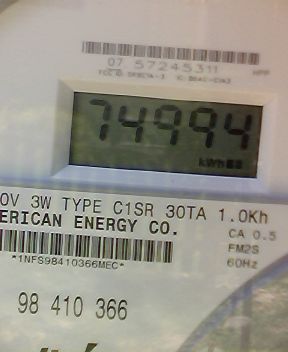 07 57245311
74994
kWh
0V 3W TYPE C1SR 30TA 1.0Kh
ERICAN ENERGY CO.
CA 0.5
FM2S
*1NFS98410366MEC*
60Hz
98 410 366